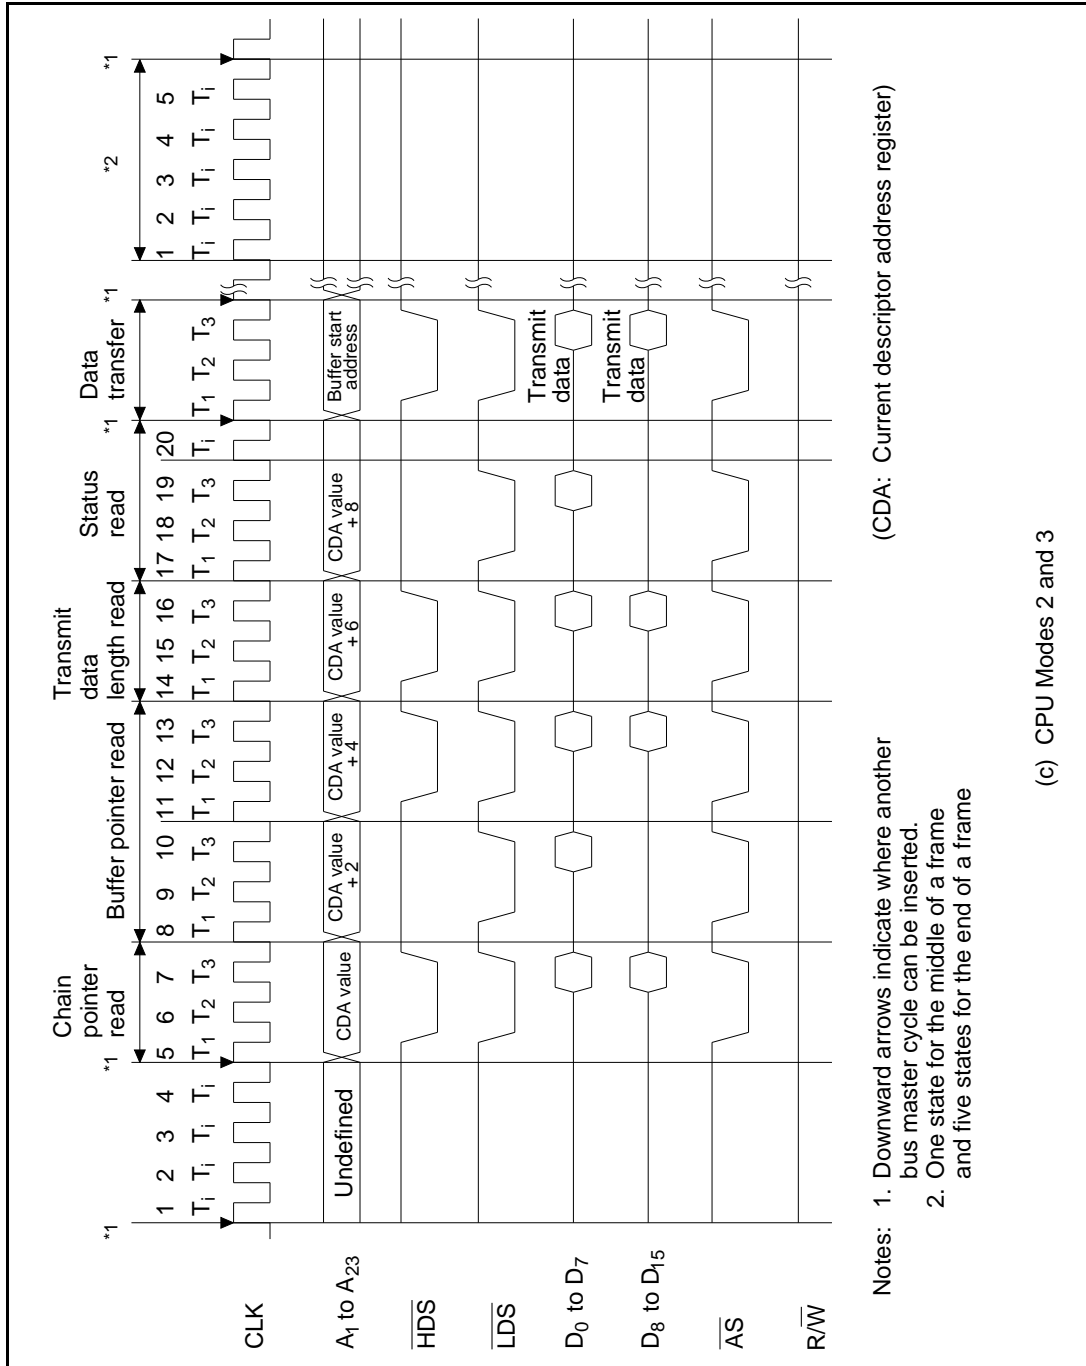 *1
*1
*1
*1
*2
*1
Chain
pointer
read
Buffer pointer read
Transmit
data
length read
Status
read
Data
transfer
1 2 3 4 5 6 7 8 9 10 11 12 13 14 15 16 17 18 19 20 1 2 3 4 5
Ti Ti Ti Ti T1 T2 T3 T1 T2 T3 T1 T2 T3 T1 T2 T3 T1 T2 T3 Ti T1 T2 T3 Ti Ti Ti Ti Ti
CLK
A1 to A23
Undefined
CDA value
CDA value
+ 2
CDA value
+ 4
CDA value
+ 6
CDA value
+ 8
Buffer start
address
HDS
LDS
D0 to D7
Transmit
data
D8 to D15
Transmit
data
AS
R/W
Notes: 1. Downward arrows indicate where another
bus master cycle can be inserted.
2. One state for the middle of a frame
and five states for the end of a frame
(CDA: Current descriptor address register)
(c) CPU Modes 2 and 3